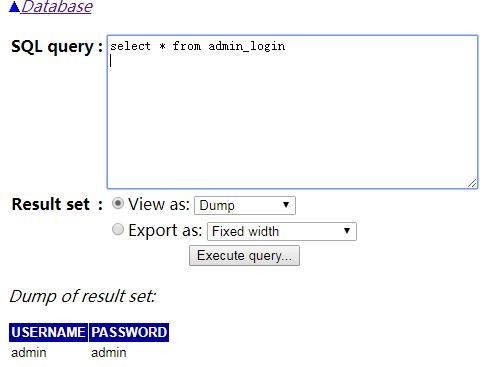 ▲Database
SQL query : select * from admin_login
Result set : View as: Dump
Export as: Fixed width
Execute query...
Dump of result set:
USERNAME PASSWORD
admin admin